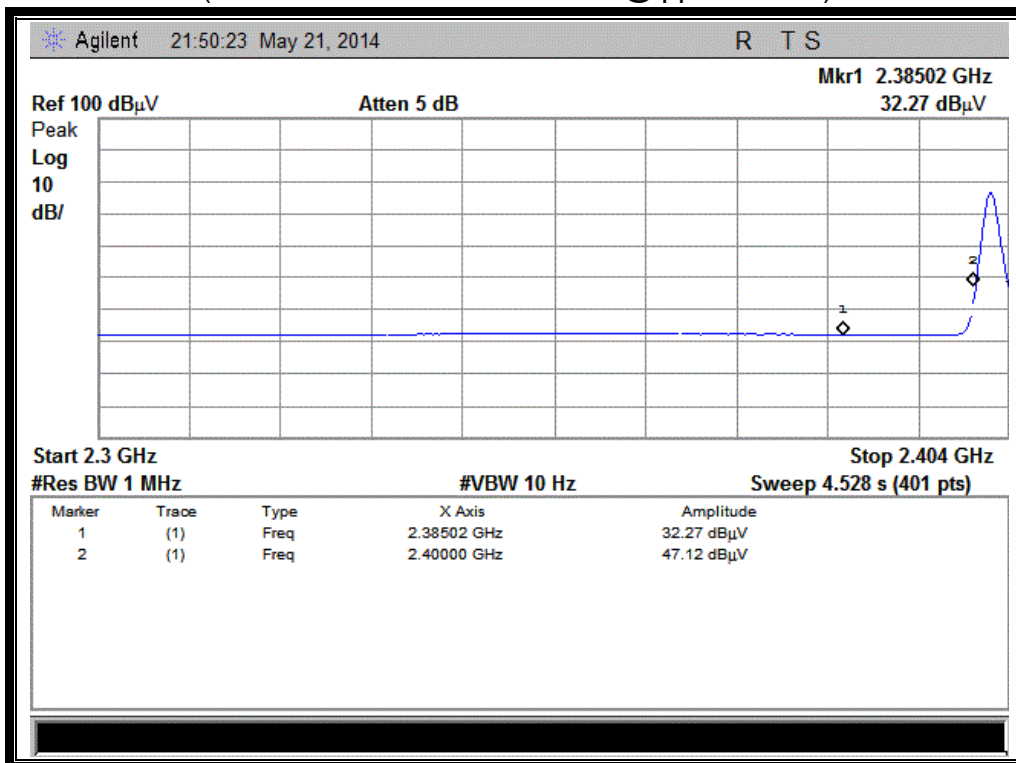 Agilent 21:50:23 May 21, 2014 R T S
Mkr1 2.38502 GHz
Ref 100 dBµV Atten 5 dB 32.27 dBµV
Peak
Log
10
dB/
1
2
Start 2.3 GHz Stop 2.404 GHz
#Res BW 1 MHz #VBW 10 Hz Sweep 4.528 s (401 pts)
Marker Trace Type X Axis Amplitude
1 (1) Freq 2.38502 GHz 32.27 dBµV
2 (1) Freq 2.40000 GHz 47.12 dBµV